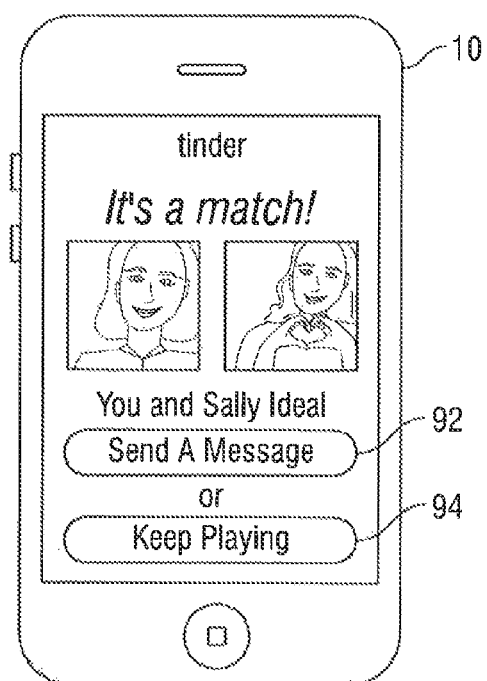 10
tinder
It's a match!
You and Sally Ideal
Send A Message
92
or
94
Keep Playing